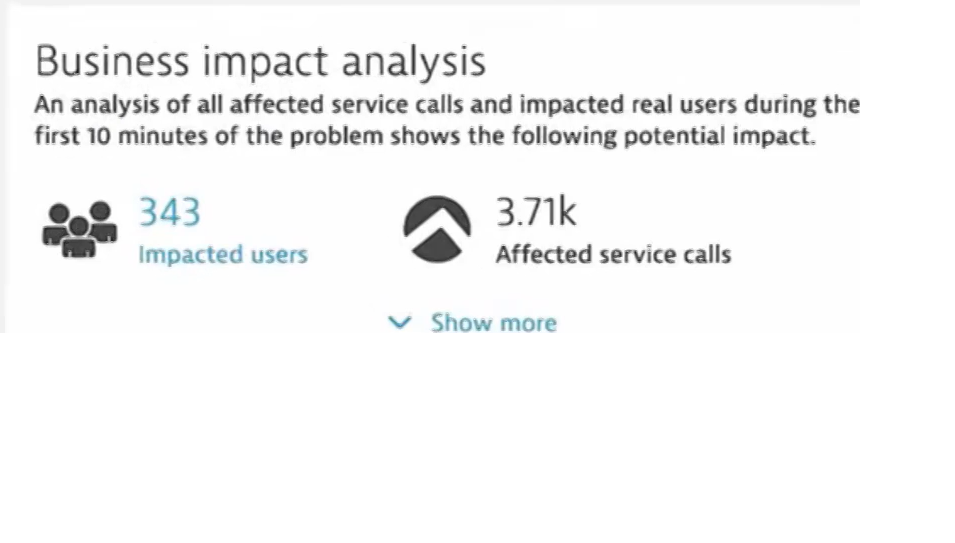 Business impact analysis
An analysis of all affected service calls and impacted real users during the
first 10 minutes of the problem shows the following potential impact.
343
Impacted users
3.71k
Affected service calls
Show more